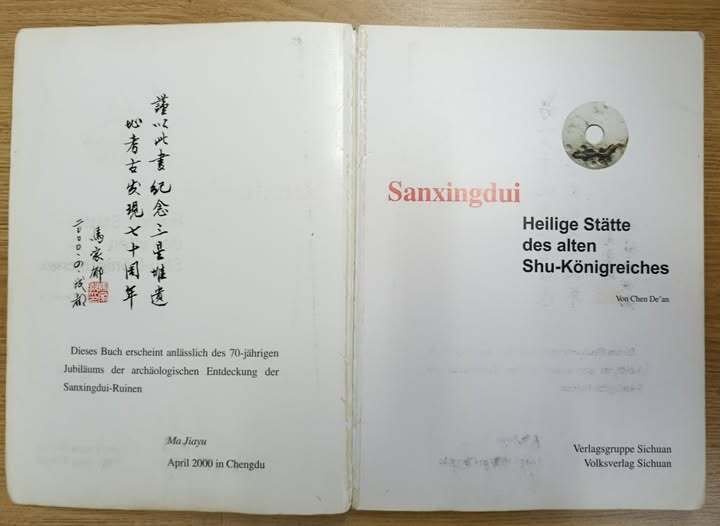 謹以此書紀念三星堆遺
址考古发現七十周年
馬家郁
二〇〇〇·四·成都
Dieses Buch erscheint anlässlich des 70-jährigen
Jubiläums der archäologischen Entdeckung der
Sanxingdui-Ruinen
Ma Jiayu
April 2000 in Chengdu
Sanxingdui
Heilige Stätte
des alten
Shu-Königreiches
Von Chen De'an
Verlagsgruppe Sichuan
Volksverlag Sichuan